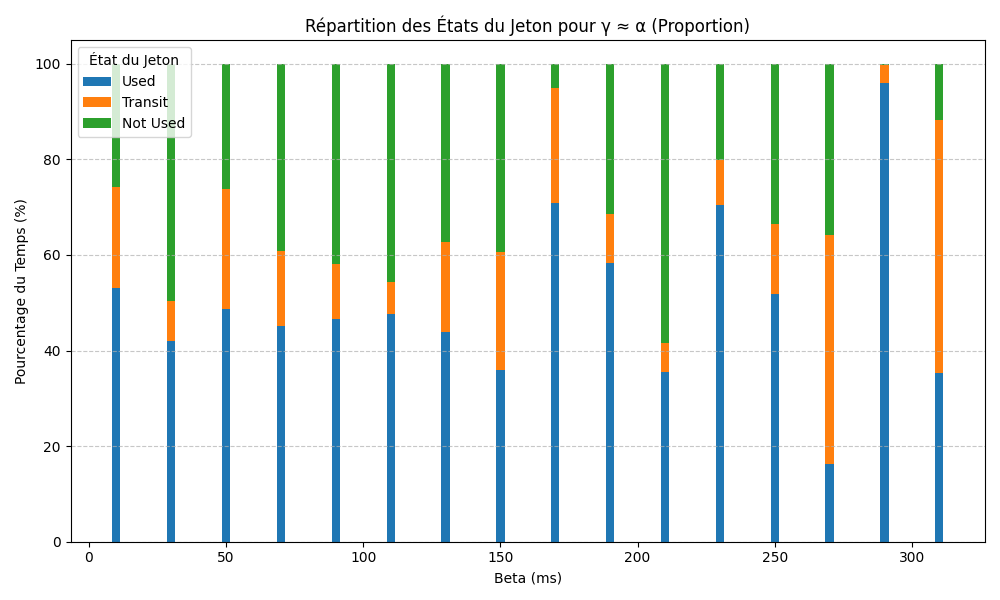 Répartition des États du Jeton pour γ ≈ α (Proportion)
Pourcentage du Temps (%)
100
80
60
40
20
0
État du Jeton
Used
Transit
Not Used
0
50
100
150
200
250
300
Beta (ms)